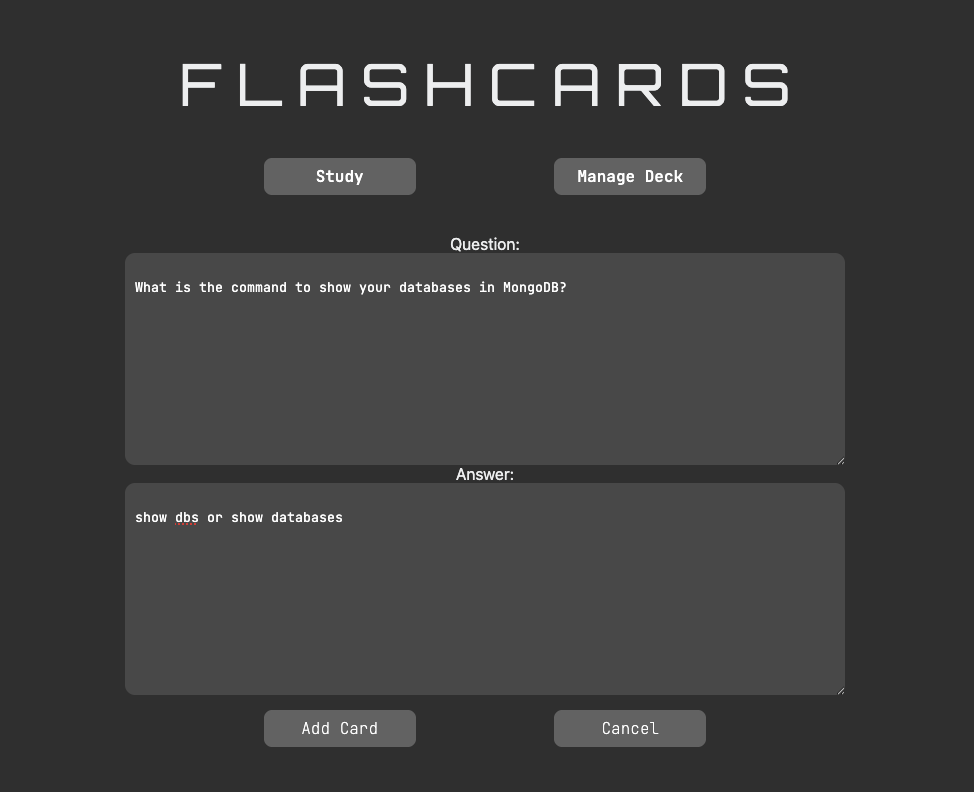 FLASHCARDS
Study
Manage Deck
Question:
What is the command to show your databases in MongoDB?
Answer:
show dbs or show databases
Add Card
Cancel